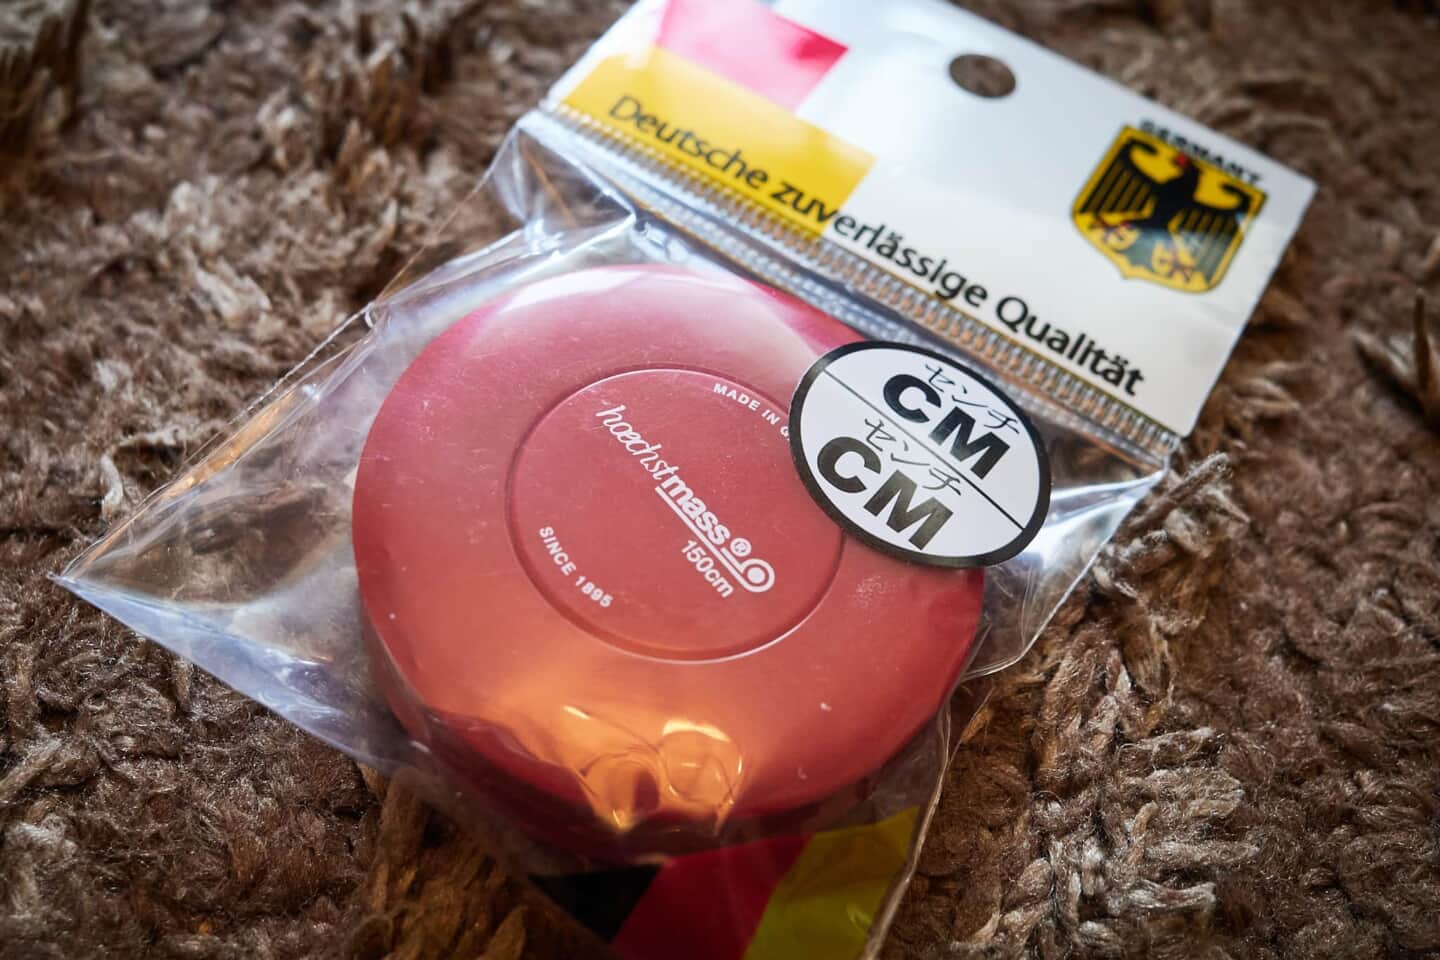 GERMANY
Deutsche zuverlässige Qualität
センチ
CM
センチ
CM
MADE IN
hoechstmass®
150cm
SINCE 1895